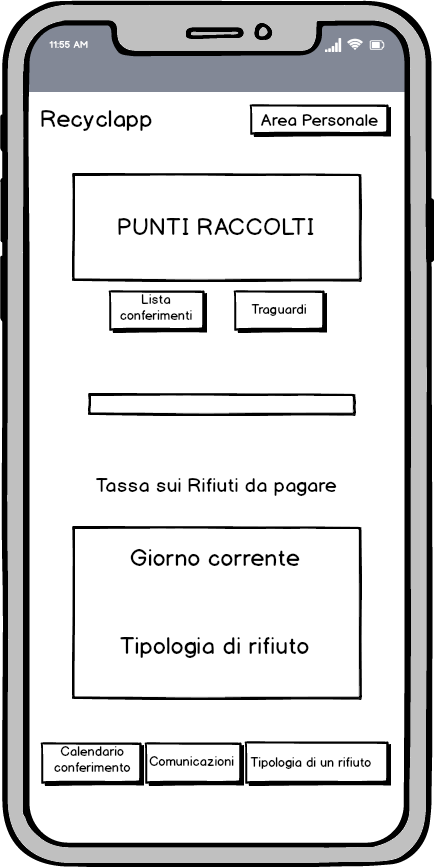 11:55 AM
Recyclapp
Area Personale
PUNTI RACCOLTI
Lista
conferimenti
Traguardi
Tassa sui Rifiuti da pagare
Giorno corrente
Tipologia di rifiuto
Calendario
conferimento
Comunicazioni
Tipologia di un rifiuto